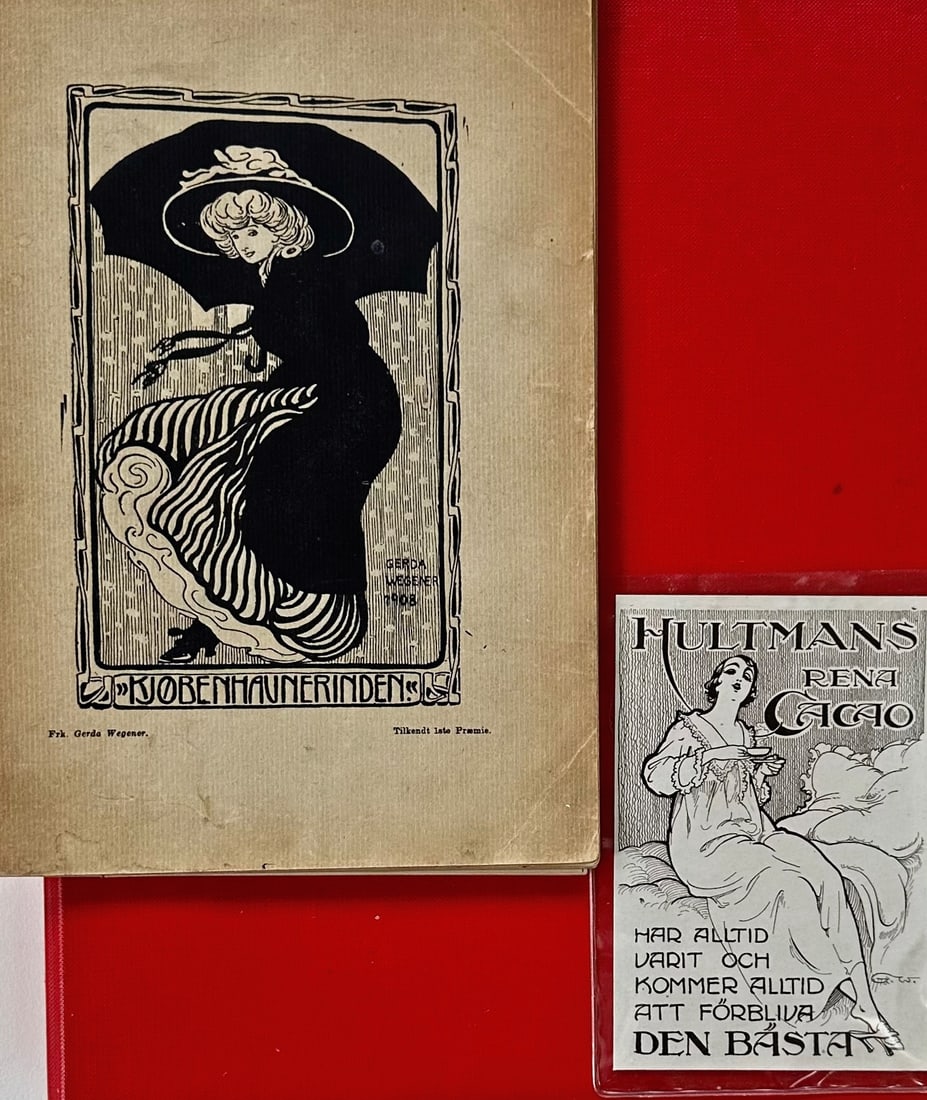 GERDA
WEGENER
1908
»KJØBENHAVNERINDEN.«
Frk. Gerda Wegener.
Tilkendt 1ste Præmie.
HULTMANS
RENA
CACAO
HAR ALLTID
VARIT OCH
KOMMER ALLTID
ATT FÖRBLIVA
DEN BÄSTA
G. W.